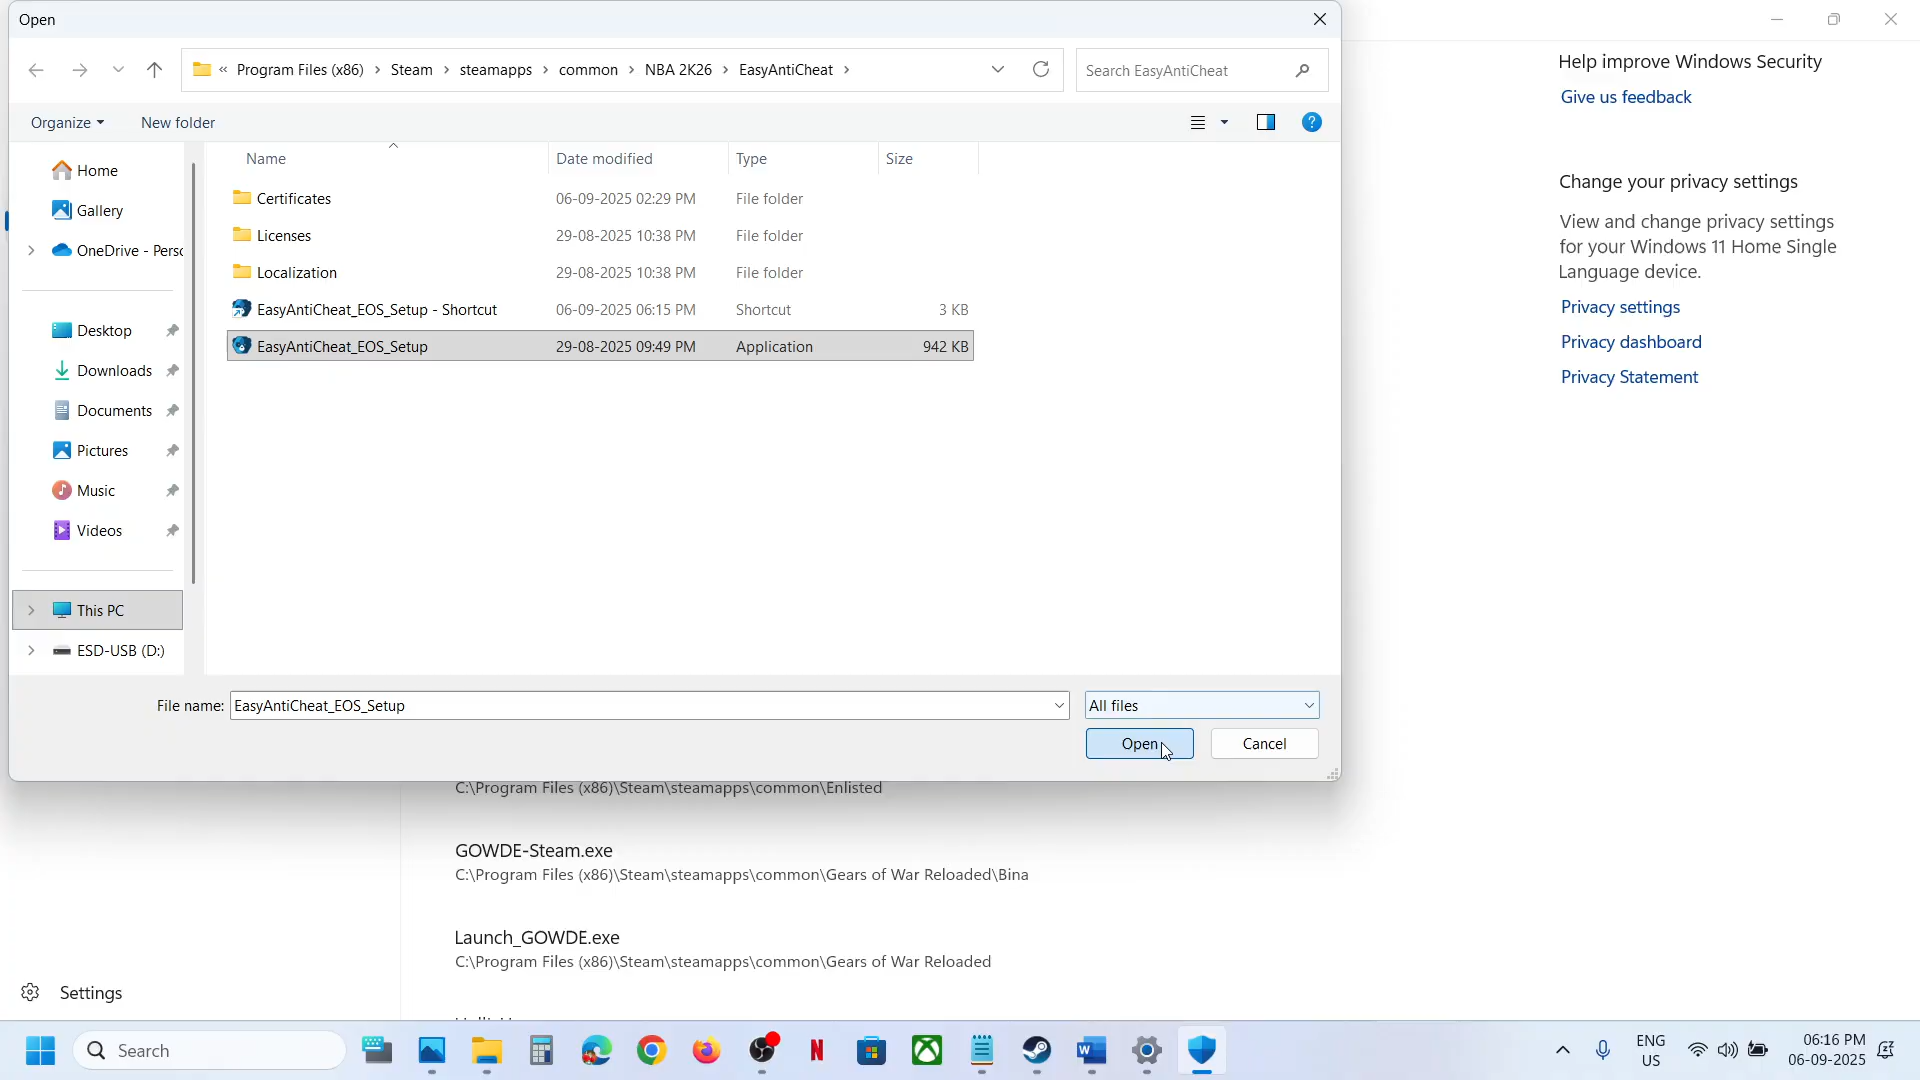 Open
« Program Files (x86) › Steam › steamapps › common › NBA 2K26 › EasyAntiCheat ›
Search EasyAntiCheat
Organize
New folder
Name Date modified Type Size
Home
Gallery
OneDrive - Persc
Desktop
Downloads
Documents
Pictures
Music
Videos
This PC
ESD-USB (D:)
Certificates 06-09-2025 02:29 PM File folder
Licenses 29-08-2025 10:38 PM File folder
Localization 29-08-2025 10:38 PM File folder
EasyAntiCheat_EOS_Setup - Shortcut 06-09-2025 06:15 PM Shortcut 3 KB
EasyAntiCheat_EOS_Setup 29-08-2025 09:49 PM Application 942 KB
File name: EasyAntiCheat_EOS_Setup
All files
Open
Cancel
Help improve Windows Security
Give us feedback
Change your privacy settings
View and change privacy settings
for your Windows 11 Home Single
Language device.
Privacy settings
Privacy dashboard
Privacy Statement
C:\Program Files (x86)\Steam\steamapps\common\Enlisted
GOWDE-Steam.exe
C:\Program Files (x86)\Steam\steamapps\common\Gears of War Reloaded\Bina
Launch_GOWDE.exe
C:\Program Files (x86)\Steam\steamapps\common\Gears of War Reloaded
Settings
Search
ENG
US
06:16 PM
06-09-2025